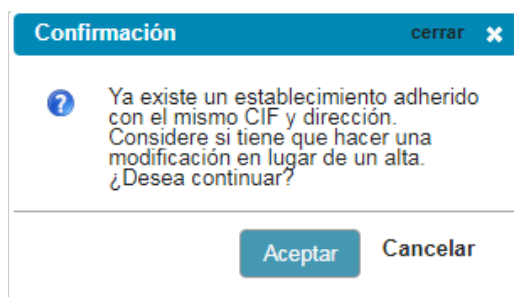 Confirmación cerrar ×
? Ya existe un establecimiento adherido
con el mismo CIF y dirección.
Considere si tiene que hacer una
modificación en lugar de un alta.
¿Desea continuar?
Aceptar Cancelar